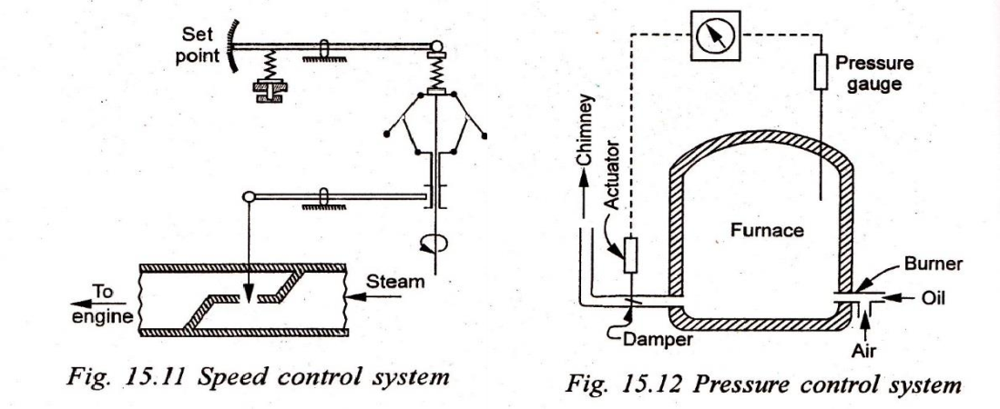 Set
point
Steam
To
engine
Fig. 15.11 Speed control system
Pressure
gauge
Chimney
Actuator
Furnace
Burner
Oil
Damper
Air
Fig. 15.12 Pressure control system